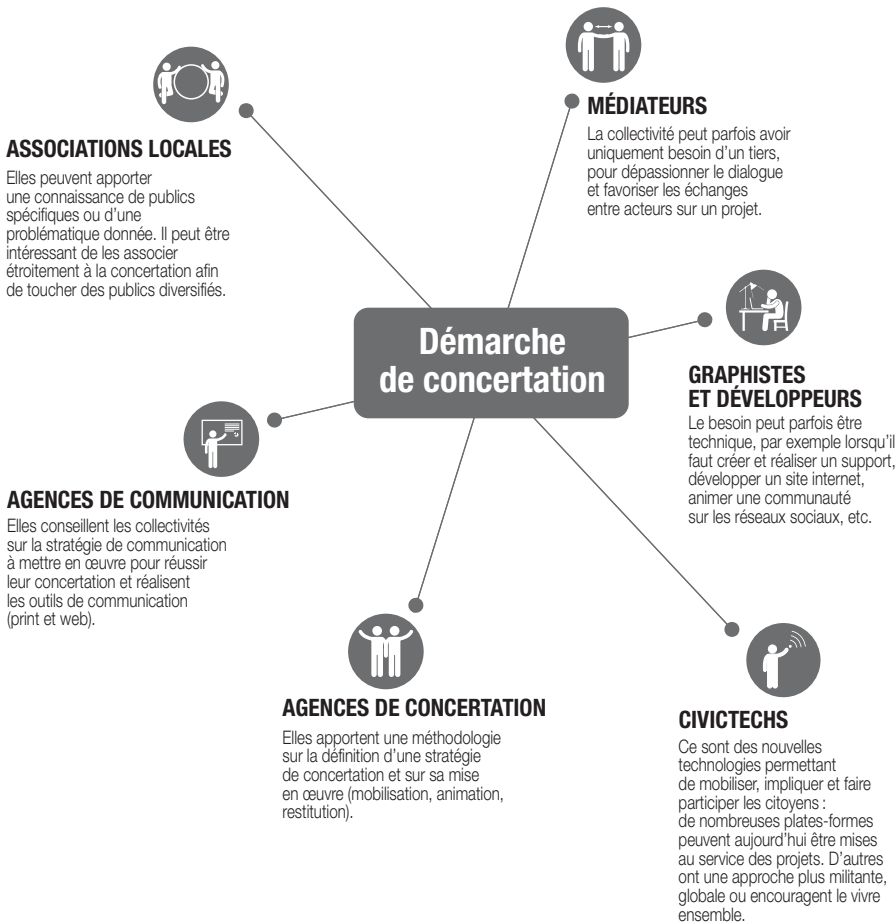 MÉDIATEURS
La collectivité peut parfois avoir
uniquement besoin d’un tiers,
pour dépassionner le dialogue
et favoriser les échanges
entre acteurs sur un projet.
ASSOCIATIONS LOCALES
Elles peuvent apporter
une connaissance de publics
spécifiques ou d’une
problématique donnée. Il peut être
intéressant de les associer
étroitement à la concertation afin
de toucher des publics diversifiés.
Démarche
de concertation
GRAPHISTES
ET DÉVELOPPEURS
Le besoin peut parfois être
technique, par exemple lorsqu’il
faut créer et réaliser un support,
développer un site internet,
animer une communauté
sur les réseaux sociaux, etc.
AGENCES DE COMMUNICATION
Elles conseillent les collectivités
sur la stratégie de communication
à mettre en œuvre pour réussir
leur concertation et réalisent
les outils de communication
(print et web).
AGENCES DE CONCERTATION
Elles apportent une méthodologie
sur la définition d’une stratégie
de concertation et sur sa mise
en œuvre (mobilisation, animation,
restitution).
CIVICTECHS
Ce sont des nouvelles
technologies permettant
de mobiliser, impliquer et faire
participer les citoyens :
de nombreuses plates-formes
peuvent aujourd’hui être mises
au service des projets. D’autres
ont une approche plus militante,
globale ou encouragent le vivre
ensemble.